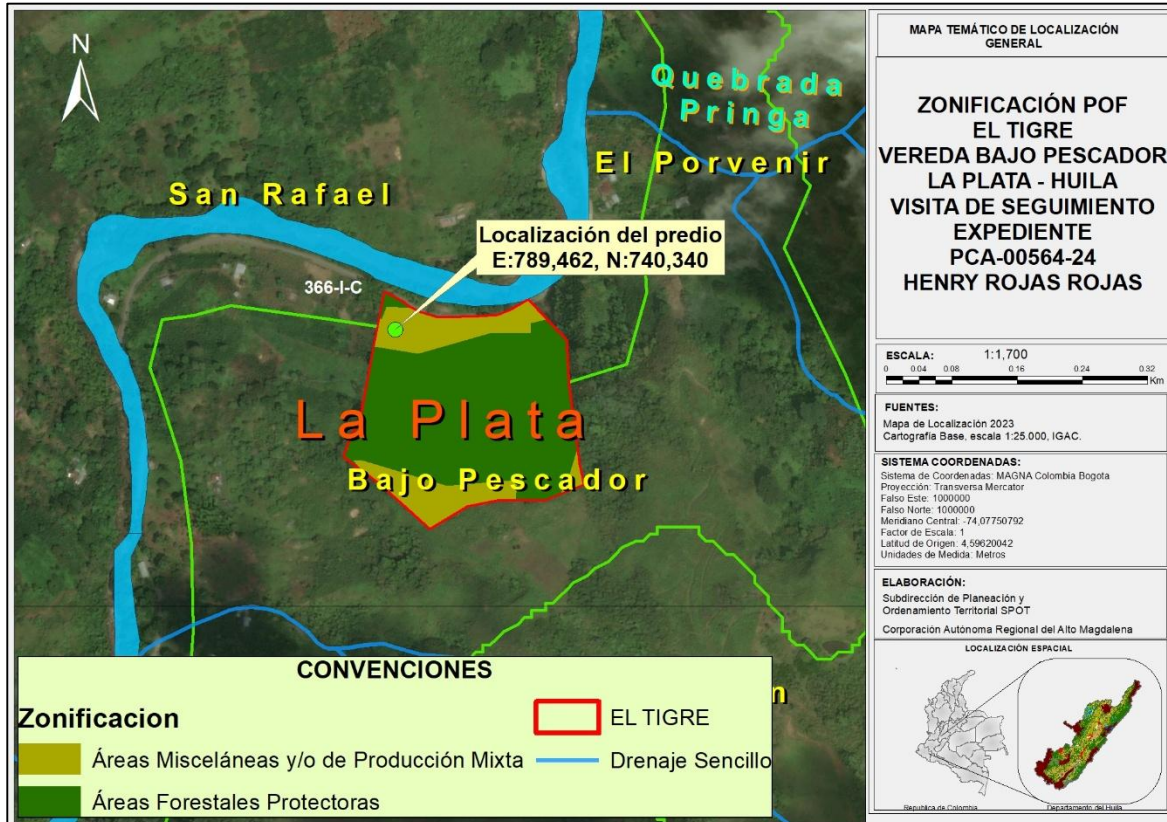 N
Quebrada
Pringa
El Porvenir
San Rafael
Localización del predio
E:789,462, N:740,340
366-I-C
La Plata
Bajo Pescador
n
CONVENCIONES
Zonificacion
EL TIGRE
Áreas Misceláneas y/o de Producción Mixta
Drenaje Sencillo
Áreas Forestales Protectoras
MAPA TEMÁTICO DE LOCALIZACIÓN
GENERAL
ZONIFICACIÓN POF
EL TIGRE
VEREDA BAJO PESCADOR
LA PLATA - HUILA
VISITA DE SEGUIMIENTO
EXPEDIENTE
PCA-00564-24
HENRY ROJAS ROJAS
ESCALA: 1:1,700
0 0.04 0.08 0.16 0.24 0.32
Km
FUENTES:
Mapa de Localización 2023
Cartografía Base, escala 1:25.000, IGAC.
SISTEMA COORDENADAS:
Sistema de Coordenadas: MAGNA Colombia Bogota
Proyección: Transversa Mercator
Falso Este: 1000000
Falso Norte: 1000000
Meridiano Central: -74,07750792
Factor de Escala: 1
Latitud de Origen: 4,59620042
Unidades de Medida: Metros
ELABORACIÓN:
Subdirección de Planeación y
Ordenamiento Territorial SPOT
Corporación Autónoma Regional del Alto Magdalena
LOCALIZACIÓN ESPACIAL
Republica de Colombia
Departamento del Huila